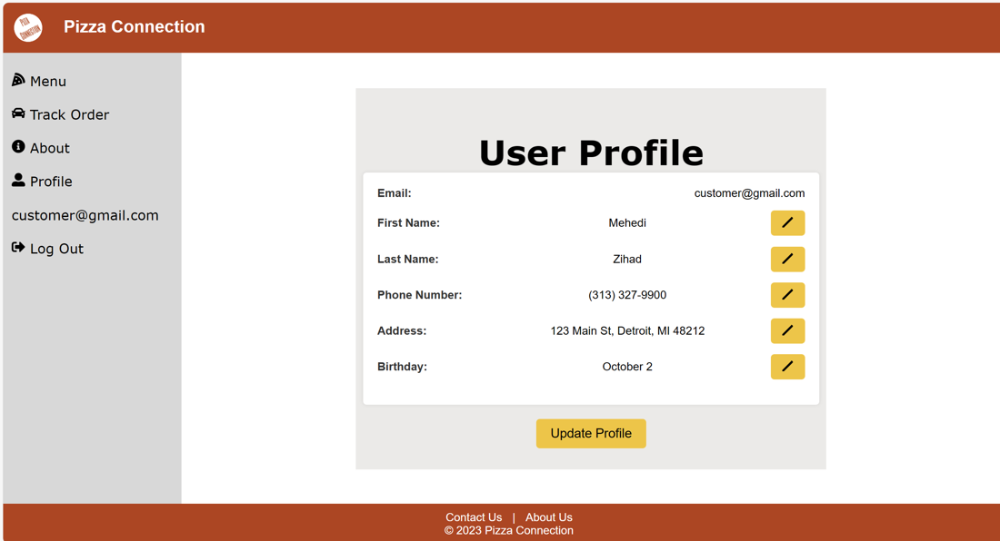 Pizza Connection
Menu
Track Order
About
Profile
customer@gmail.com
Log Out
User Profile
Email: customer@gmail.com
First Name: Mehedi
Last Name: Zihad
Phone Number: (313) 327-9900
Address: 123 Main St, Detroit, MI 48212
Birthday: October 2
Update Profile
Contact Us | About Us
© 2023 Pizza Connection